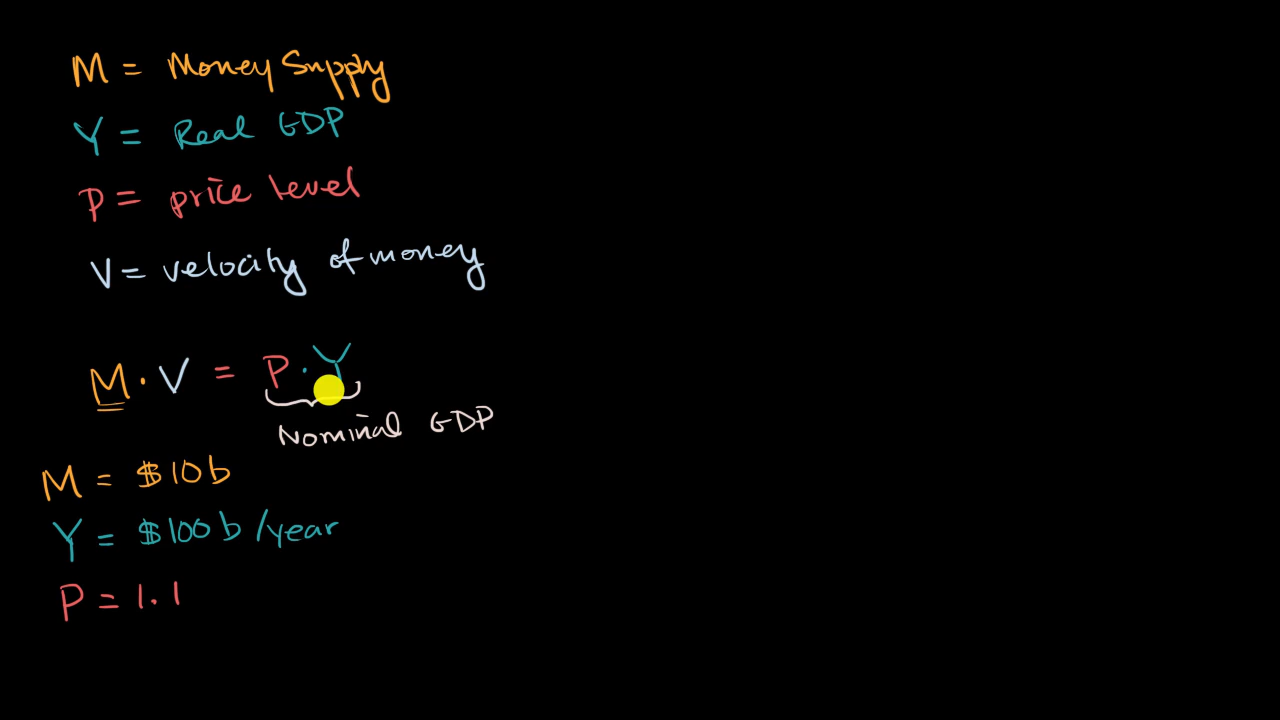 M = Money Supply
Y = Real GDP
P = price level
V = velocity of money
M · V = P · Y
Nominal GDP
M = $10b
Y = $100b/year
P = 1.1